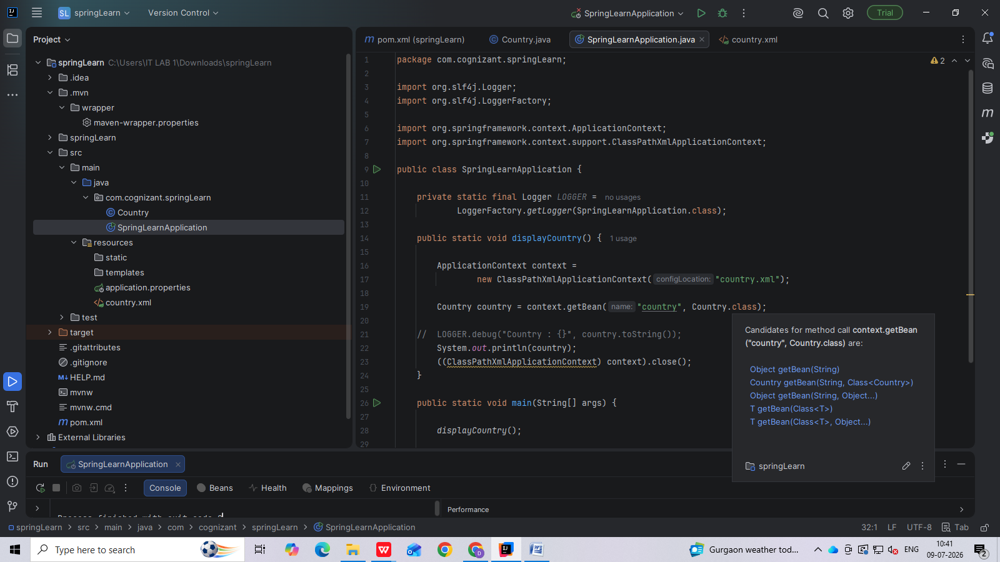 SL springLearn Version Control
SpringLearnApplication Trial
Project
springLearn C:\Users\IT LAB 1\Downloads\springLearn
.idea
.mvn
wrapper
maven-wrapper.properties
springLearn
src
main
java
com.cognizant.springLearn
Country
SpringLearnApplication
resources
static
templates
application.properties
country.xml
test
target
.gitattributes
.gitignore
HELP.md
mvnw
mvnw.cmd
pom.xml
External Libraries
pom.xml (springLearn) Country.java SpringLearnApplication.java country.xml
2
1 package com.cognizant.springLearn;
2
3 import org.slf4j.Logger;
4 import org.slf4j.LoggerFactory;
5
6 import org.springframework.context.ApplicationContext;
7 import org.springframework.context.support.ClassPathXmlApplicationContext;
8
9 public class SpringLearnApplication {
10
11 private static final Logger LOGGER = no usages
12 LoggerFactory.getLogger(SpringLearnApplication.class);
13
14 public static void displayCountry() { 1 usage
15
16 ApplicationContext context =
17 new ClassPathXmlApplicationContext( configLocation: "country.xml");
18
19 Country country = context.getBean( name: "country", Country.class);
20
21 // LOGGER.debug("Country : {}", country.toString());
22 System.out.println(country);
23 ((ClassPathXmlApplicationContext) context).close();
24 }
25
26 public static void main(String[] args) {
27
28 displayCountry();
29
Candidates for method call context.getBean
("country", Country.class) are:
Object getBean(String)
Country getBean(String, Class<Country>)
Object getBean(String, Object...)
T getBean(Class<T>)
T getBean(Class<T>, Object...)
springLearn
Run SpringLearnApplication
Console Beans Health Mappings Environment
Process finished with exit code 0
Performance
springLearn > src > main > java > com > cognizant > springLearn > SpringLearnApplication
32:1 LF UTF-8 Tab
Type here to search
Gurgaon weather tod... ENG
10:41
09-07-2026
2